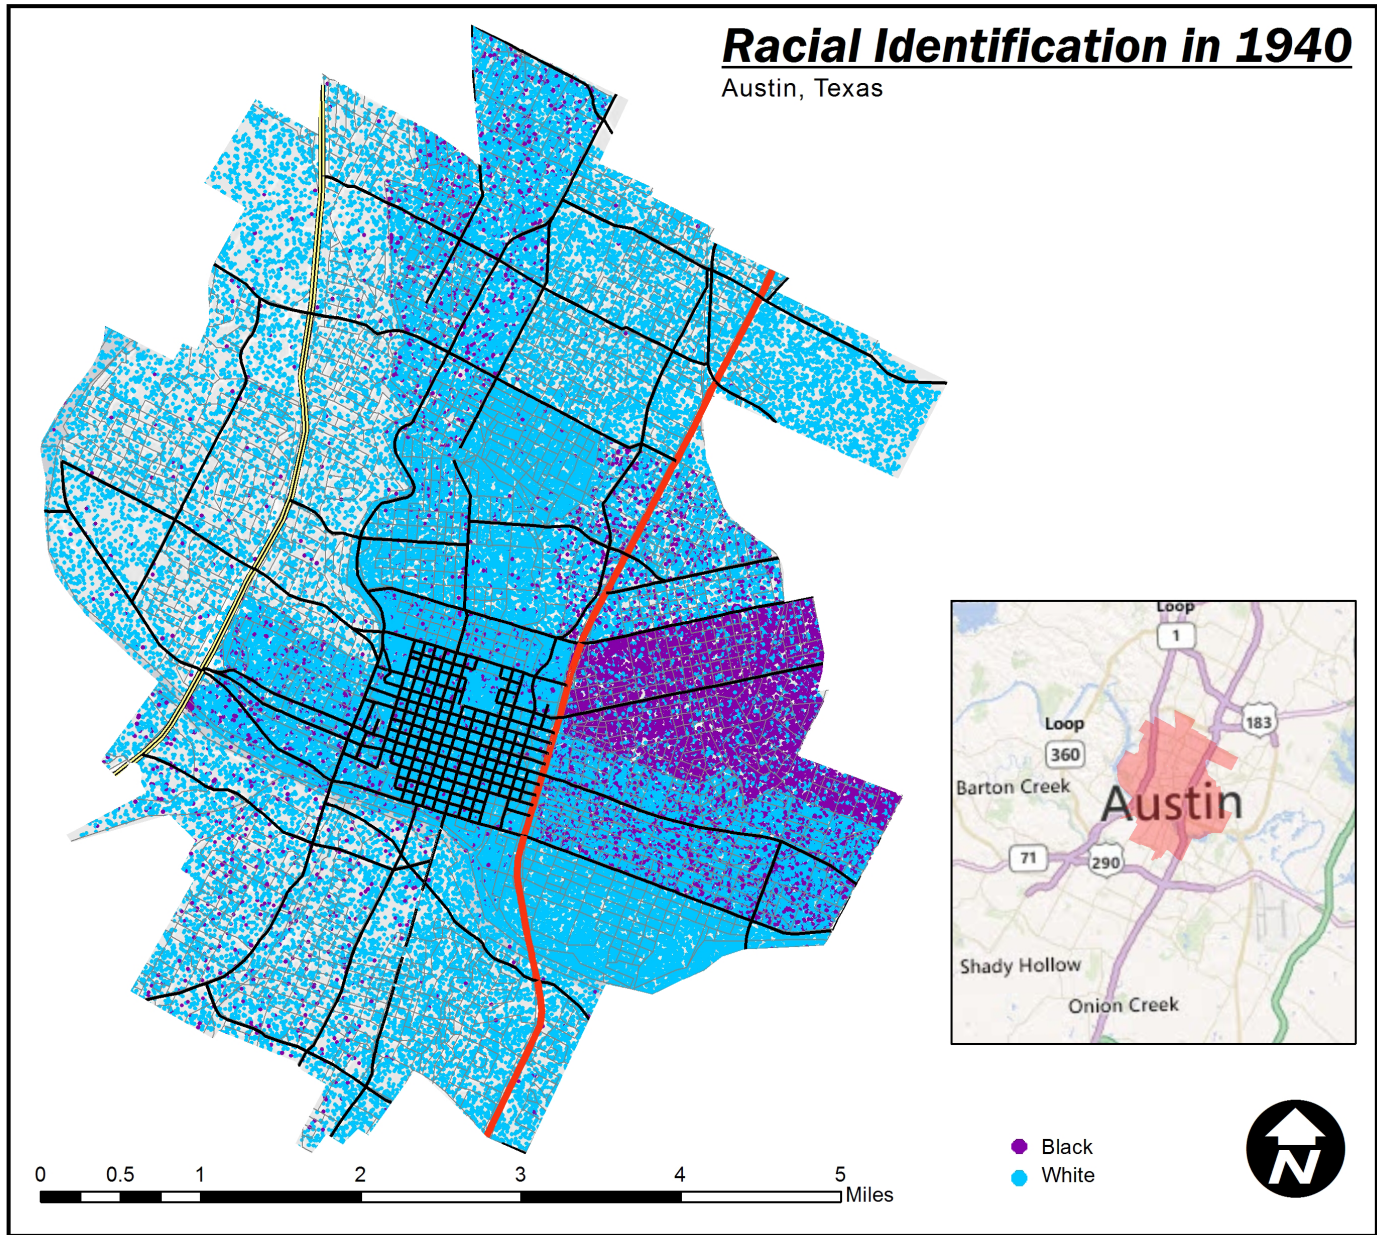 Racial Identification in 1940
Austin, Texas
Loop
1
183
Loop
360
Barton Creek
Austin
71
290
Shady Hollow
Onion Creek
Black
White
N
0 0.5 1 2 3 4 5
Miles